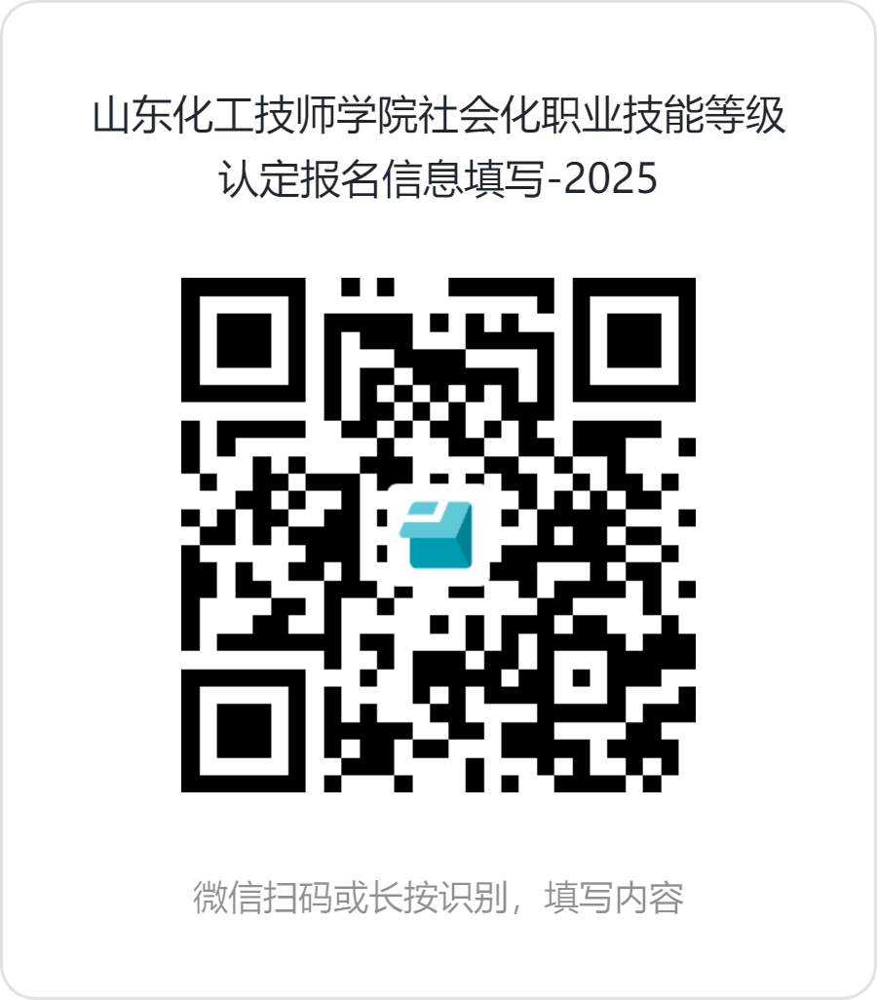 山东化工技师学院社会化职业技能等级
认定报名信息填写-2025
微信扫码或长按识别，填写内容